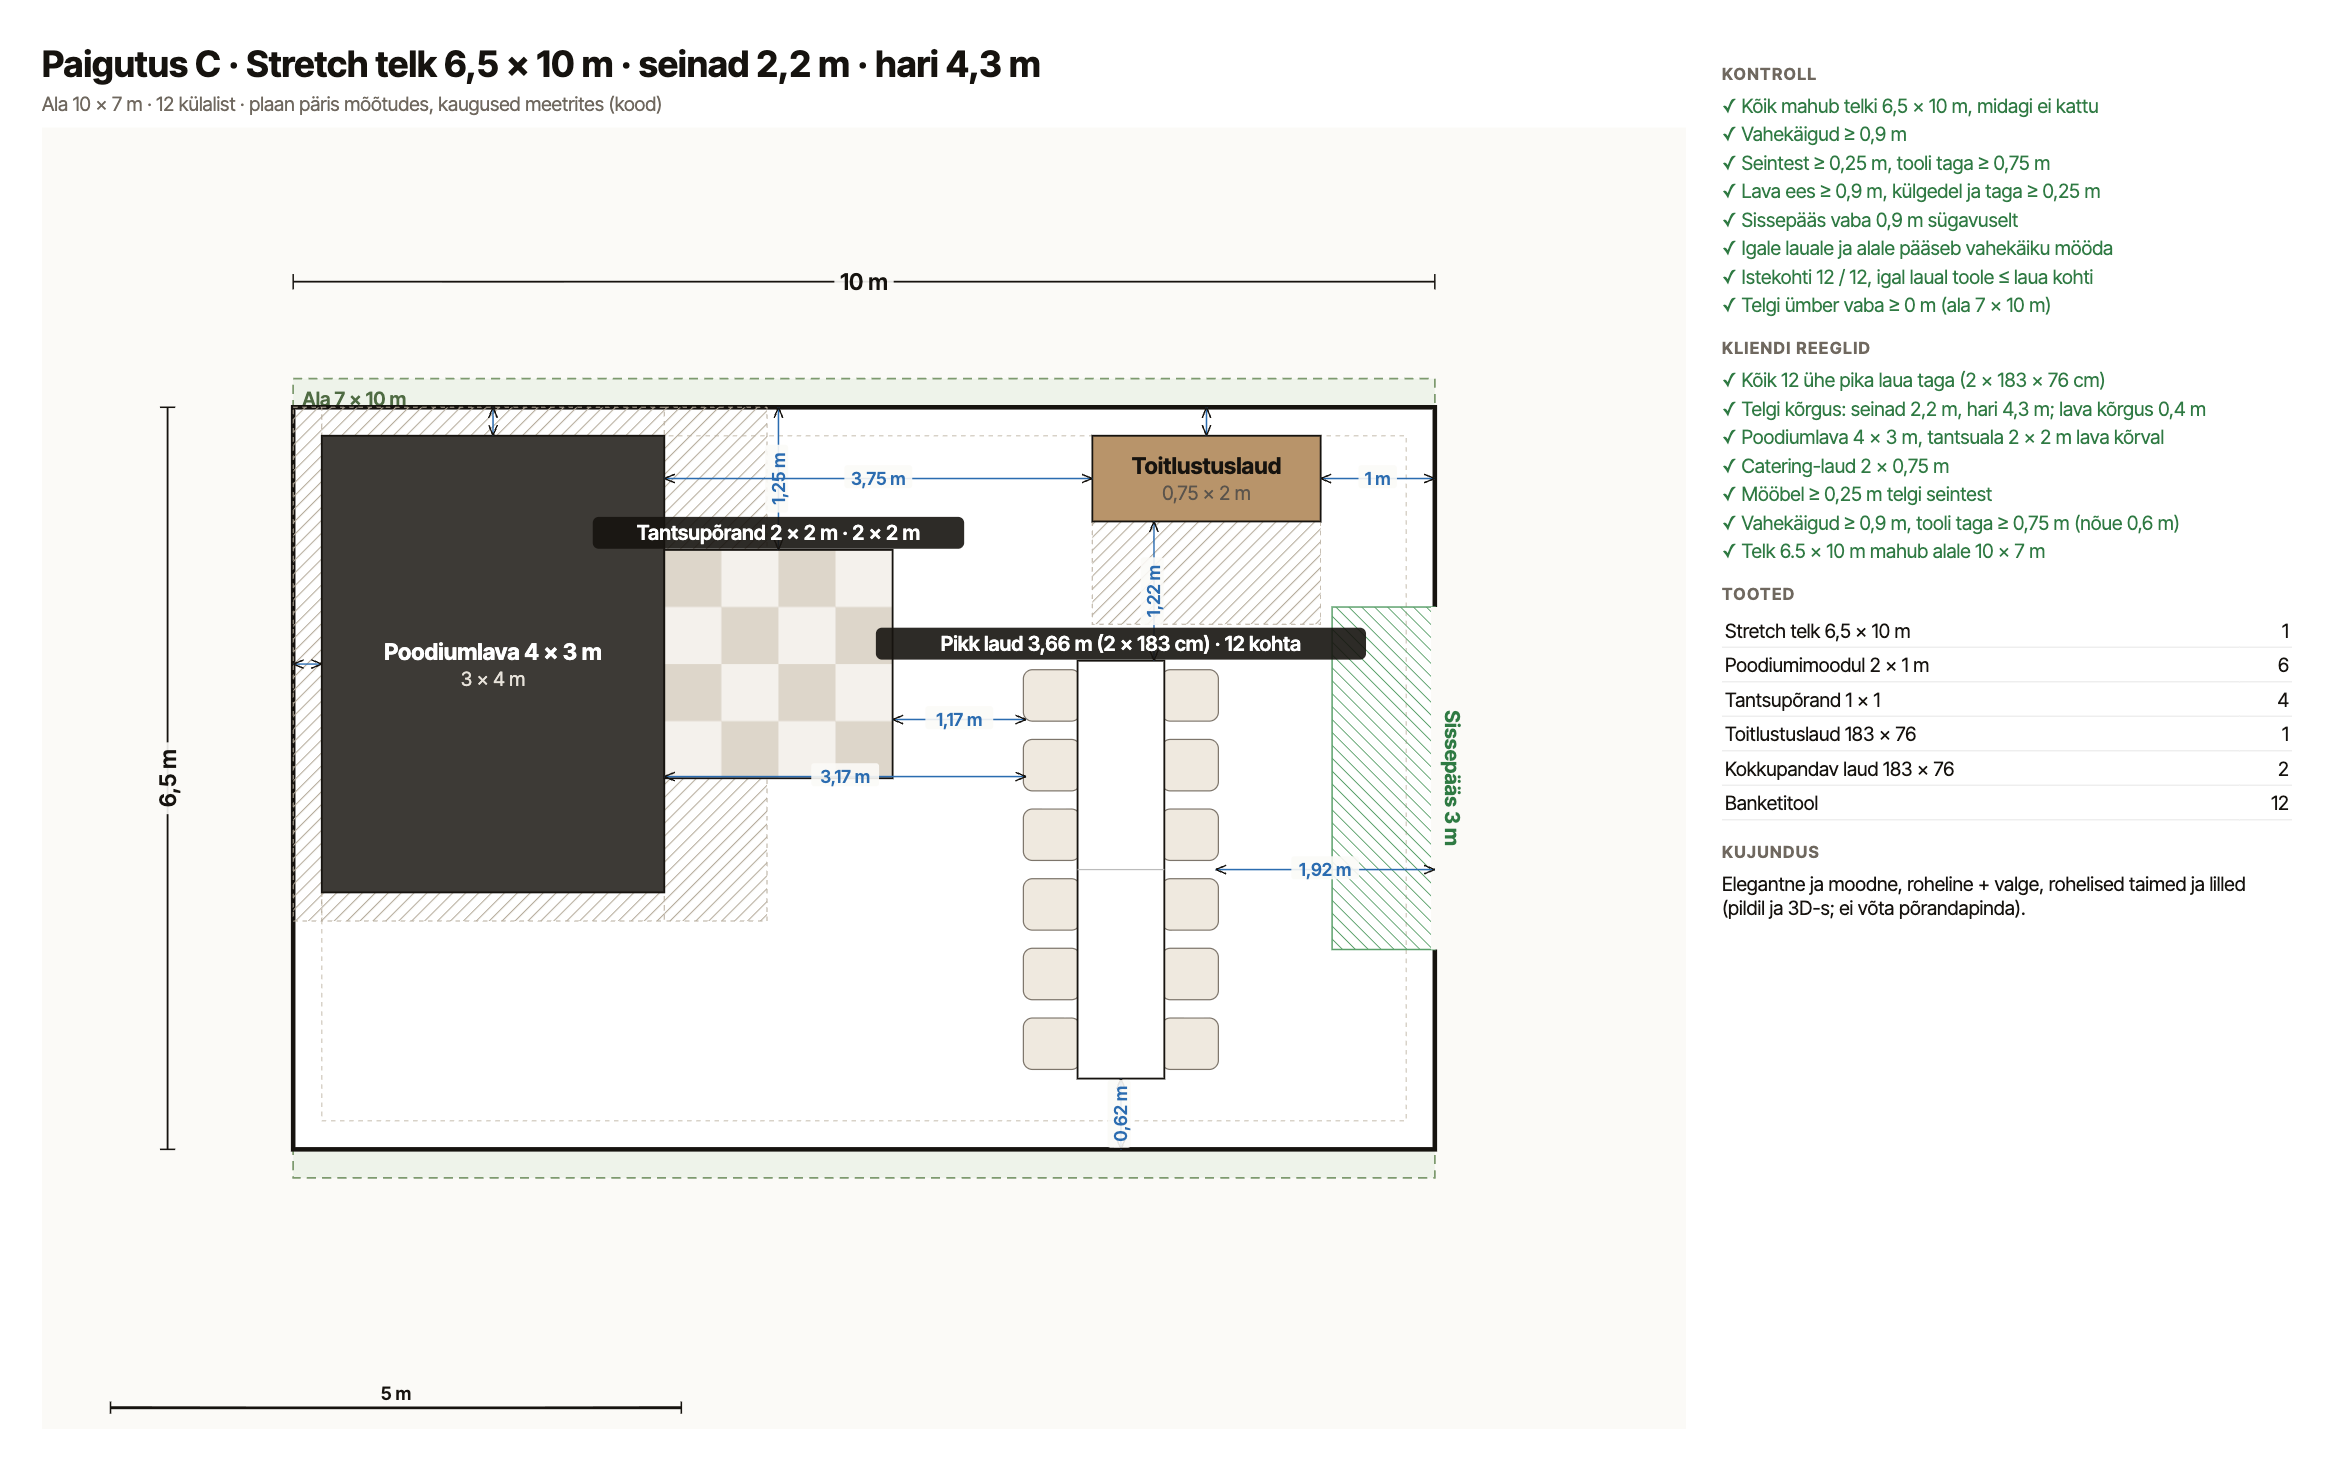 Paigutus C · Stretch telk 6,5 × 10 m · seinad 2,2 m · hari 4,3 m
Ala 10 × 7 m · 12 külalist · plaan päris mõõtudes, kaugused meetrites (kood)
10 m
Ala 7 × 10 m
6,5 m
1,25 m
3,75 m
Toitlustuslaud
0,75 × 2 m
1 m
Tantsupõrand 2 × 2 m · 2 × 2 m
1,22 m
Pikk laud 3,66 m (2 × 183 cm) · 12 kohta
Poodiumlava 4 × 3 m
3 × 4 m
1,17 m
3,17 m
Sissepääs 3 m
1,92 m
0,62 m
5 m
KONTROLL
✓ Kõik mahub telki 6,5 × 10 m, midagi ei kattu
✓ Vahekäigud ≥ 0,9 m
✓ Seintest ≥ 0,25 m, tooli taga ≥ 0,75 m
✓ Lava ees ≥ 0,9 m, külgedel ja taga ≥ 0,25 m
✓ Sissepääs vaba 0,9 m sügavuselt
✓ Igale lauale ja alale pääseb vahekäiku mööda
✓ Istekohti 12 / 12, igal laual toole ≤ laua kohti
✓ Telgi ümber vaba ≥ 0 m (ala 7 × 10 m)
KLIENDI REEGLID
✓ Kõik 12 ühe pika laua taga (2 × 183 × 76 cm)
✓ Telgi kõrgus: seinad 2,2 m, hari 4,3 m; lava kõrgus 0,4 m
✓ Poodiumlava 4 × 3 m, tantsuala 2 × 2 m lava kõrval
✓ Catering-laud 2 × 0,75 m
✓ Mööbel ≥ 0,25 m telgi seintest
✓ Vahekäigud ≥ 0,9 m, tooli taga ≥ 0,75 m (nõue 0,6 m)
✓ Telk 6.5 × 10 m mahub alale 10 × 7 m
TOOTED
Stretch telk 6,5 × 10 m 1
Poodiumimoodul 2 × 1 m 6
Tantsupõrand 1 × 1 4
Toitlustuslaud 183 × 76 1
Kokkupandav laud 183 × 76 2
Banketitool 12
KUJUNDUS
Elegantne ja moodne, roheline + valge, rohelised taimed ja lilled
(pildil ja 3D-s; ei võta põrandapinda).